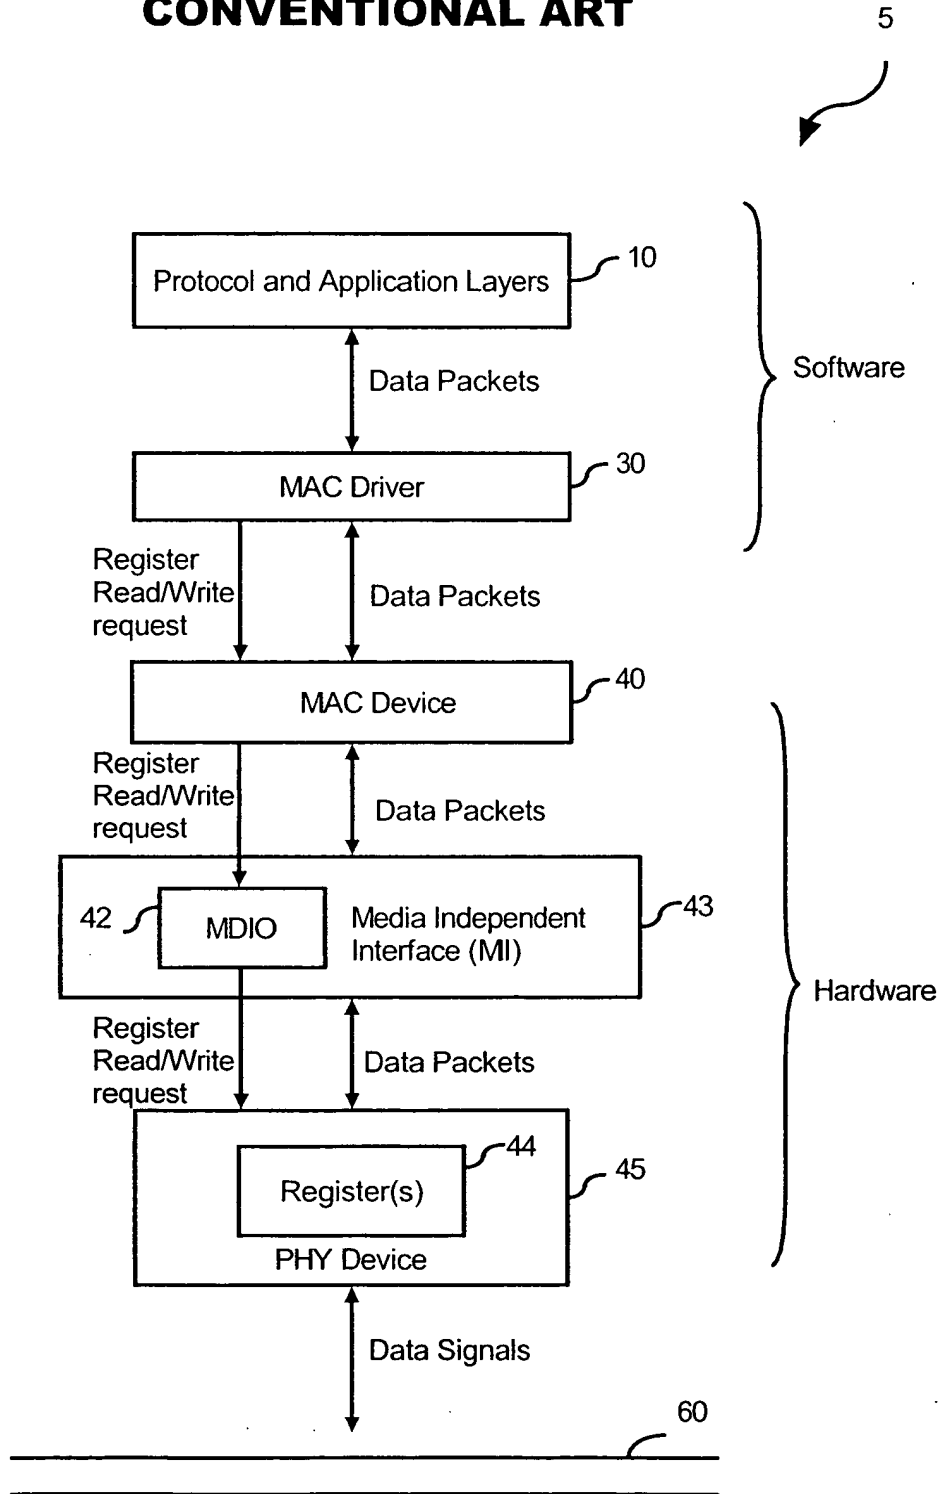 CONVENTIONAL ART
5
Protocol and Application Layers
10
Data Packets
Software
MAC Driver
30
Register
Read/Write
request
Data Packets
MAC Device
40
Register
Read/Write
request
Data Packets
42
MDIO
Media Independent
Interface (MI)
43
Hardware
Register
Read/Write
request
Data Packets
44
Register(s)
45
PHY Device
Data Signals
60